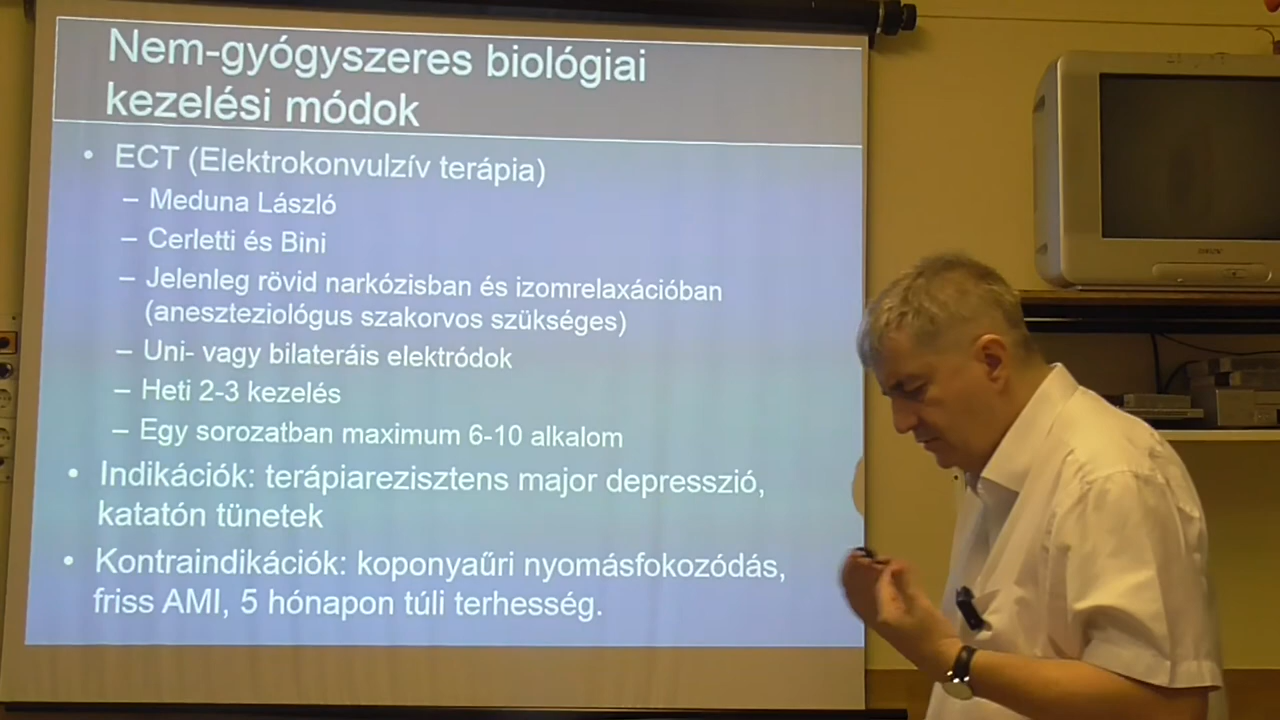 Nem-gyógyszeres biológiai
kezelési módok
• ECT (Elektrokonvulzív terápia)
– Meduna László
– Cerletti és Bini
– Jelenleg rövid narkózisban és izomrelaxációban
(aneszteziológus szakorvos szükséges)
– Uni- vagy bilateráis elektródok
– Heti 2-3 kezelés
– Egy sorozatban maximum 6-10 alkalom
• Indikációk: terápiarezisztens major depresszió,
katatón tünetek
• Kontraindikációk: koponyaűri nyomásfokozódás,
friss AMI, 5 hónapon túli terhesség.